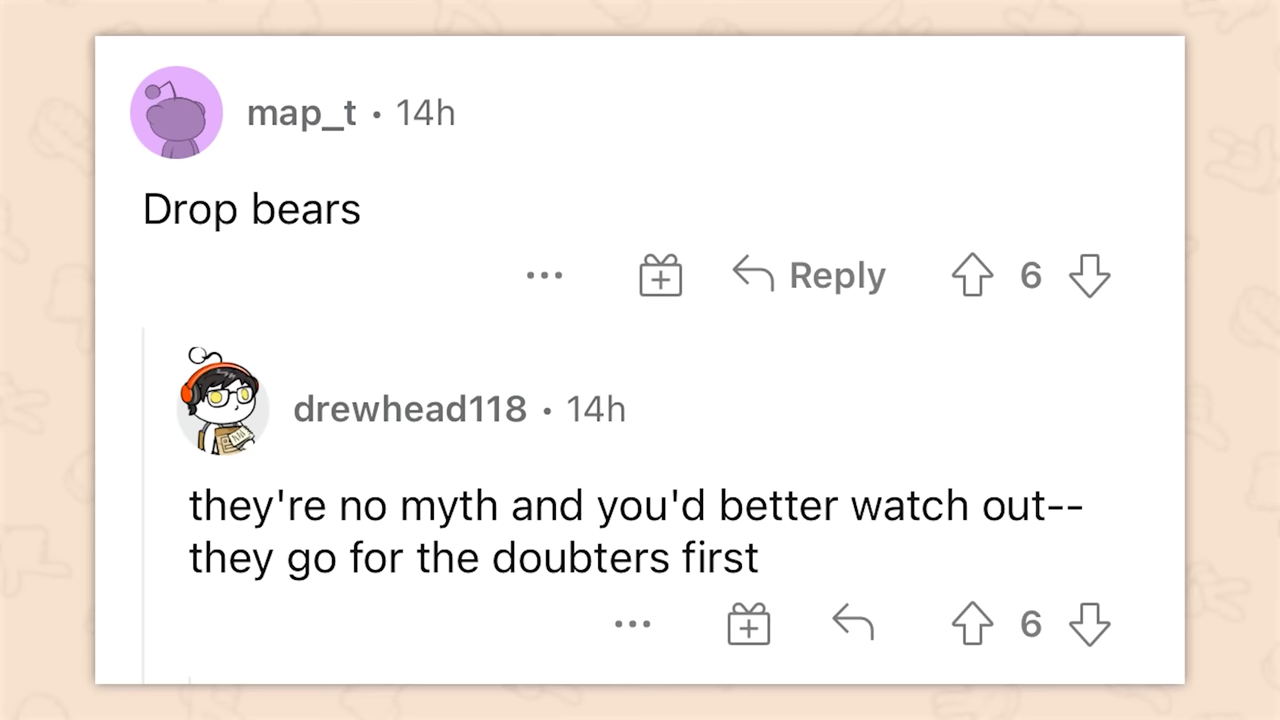 map_t • 14h
Drop bears
Reply 6
drewhead118 • 14h
they're no myth and you'd better watch out--
they go for the doubters first
6